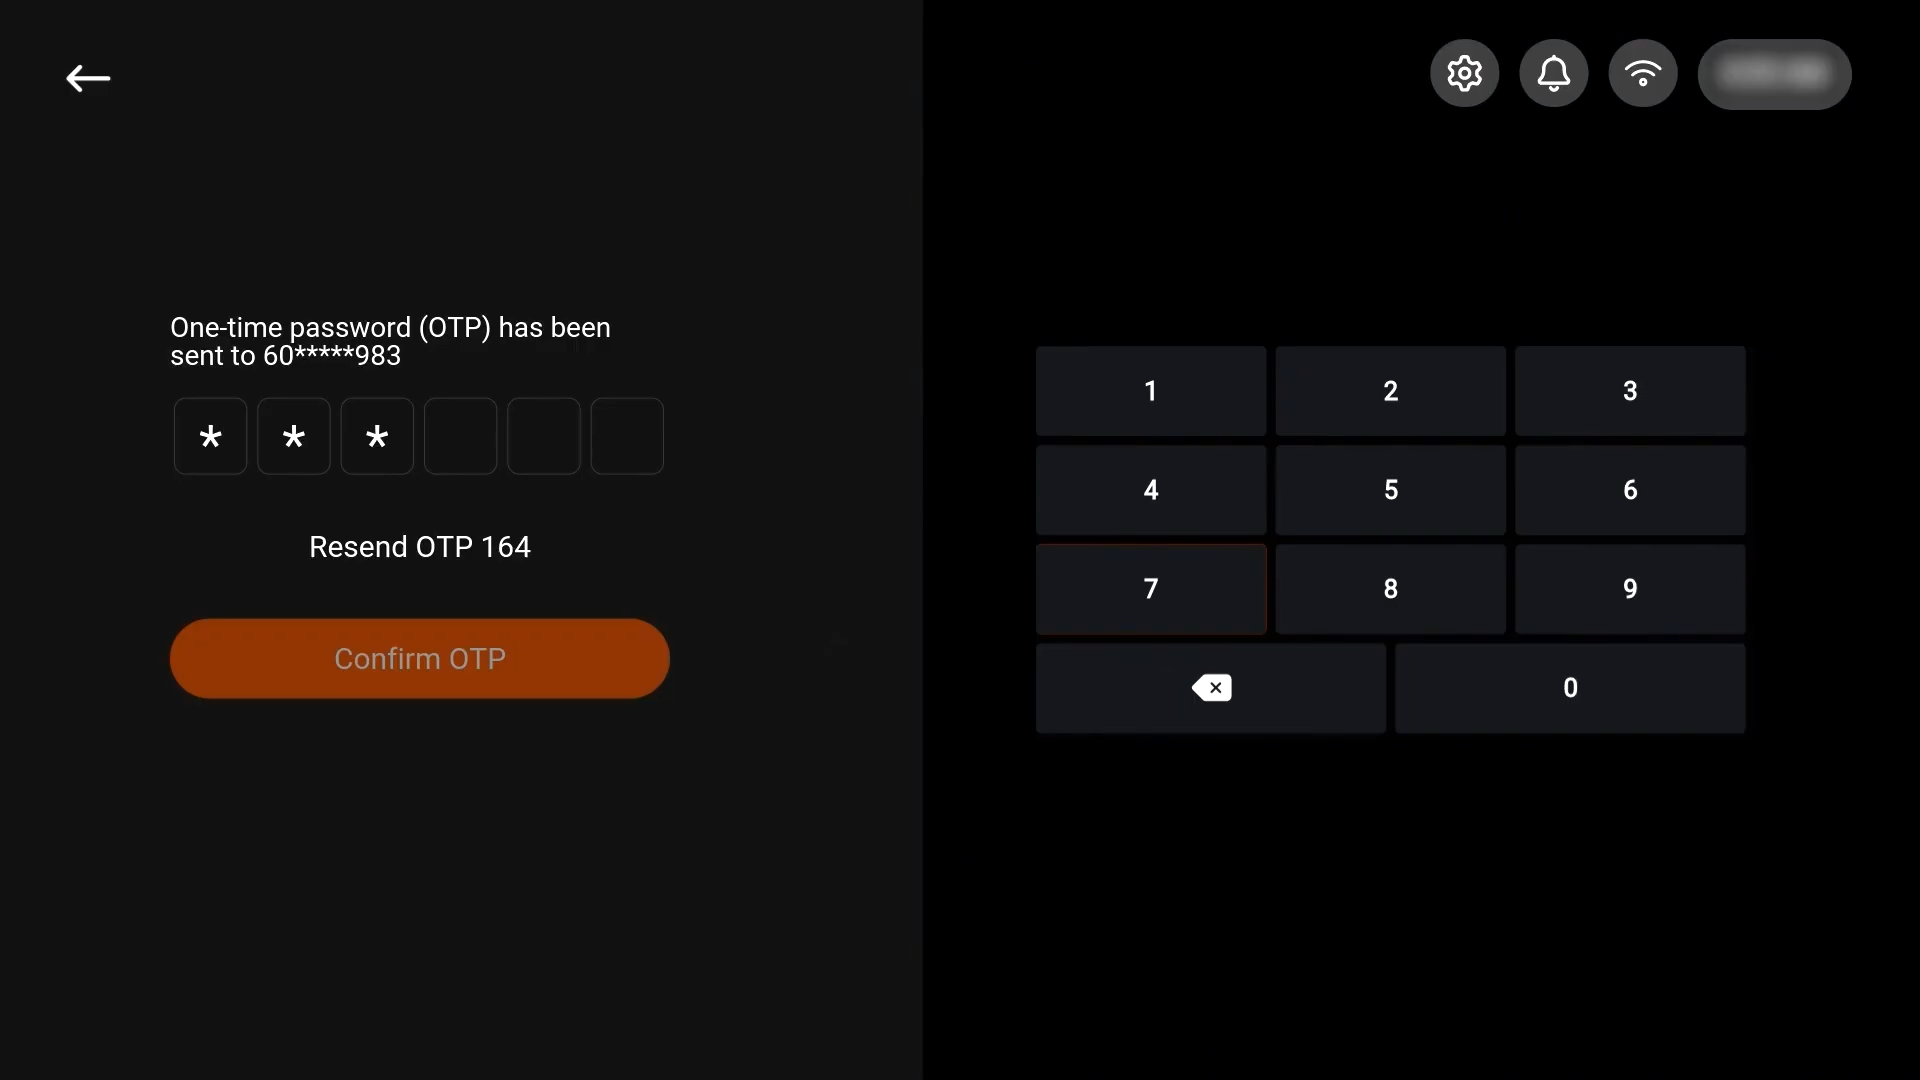 One-time password (OTP) has been
sent to 60*****983
* * *
Resend OTP 164
Confirm OTP
1 2 3
4 5 6
7 8 9
0